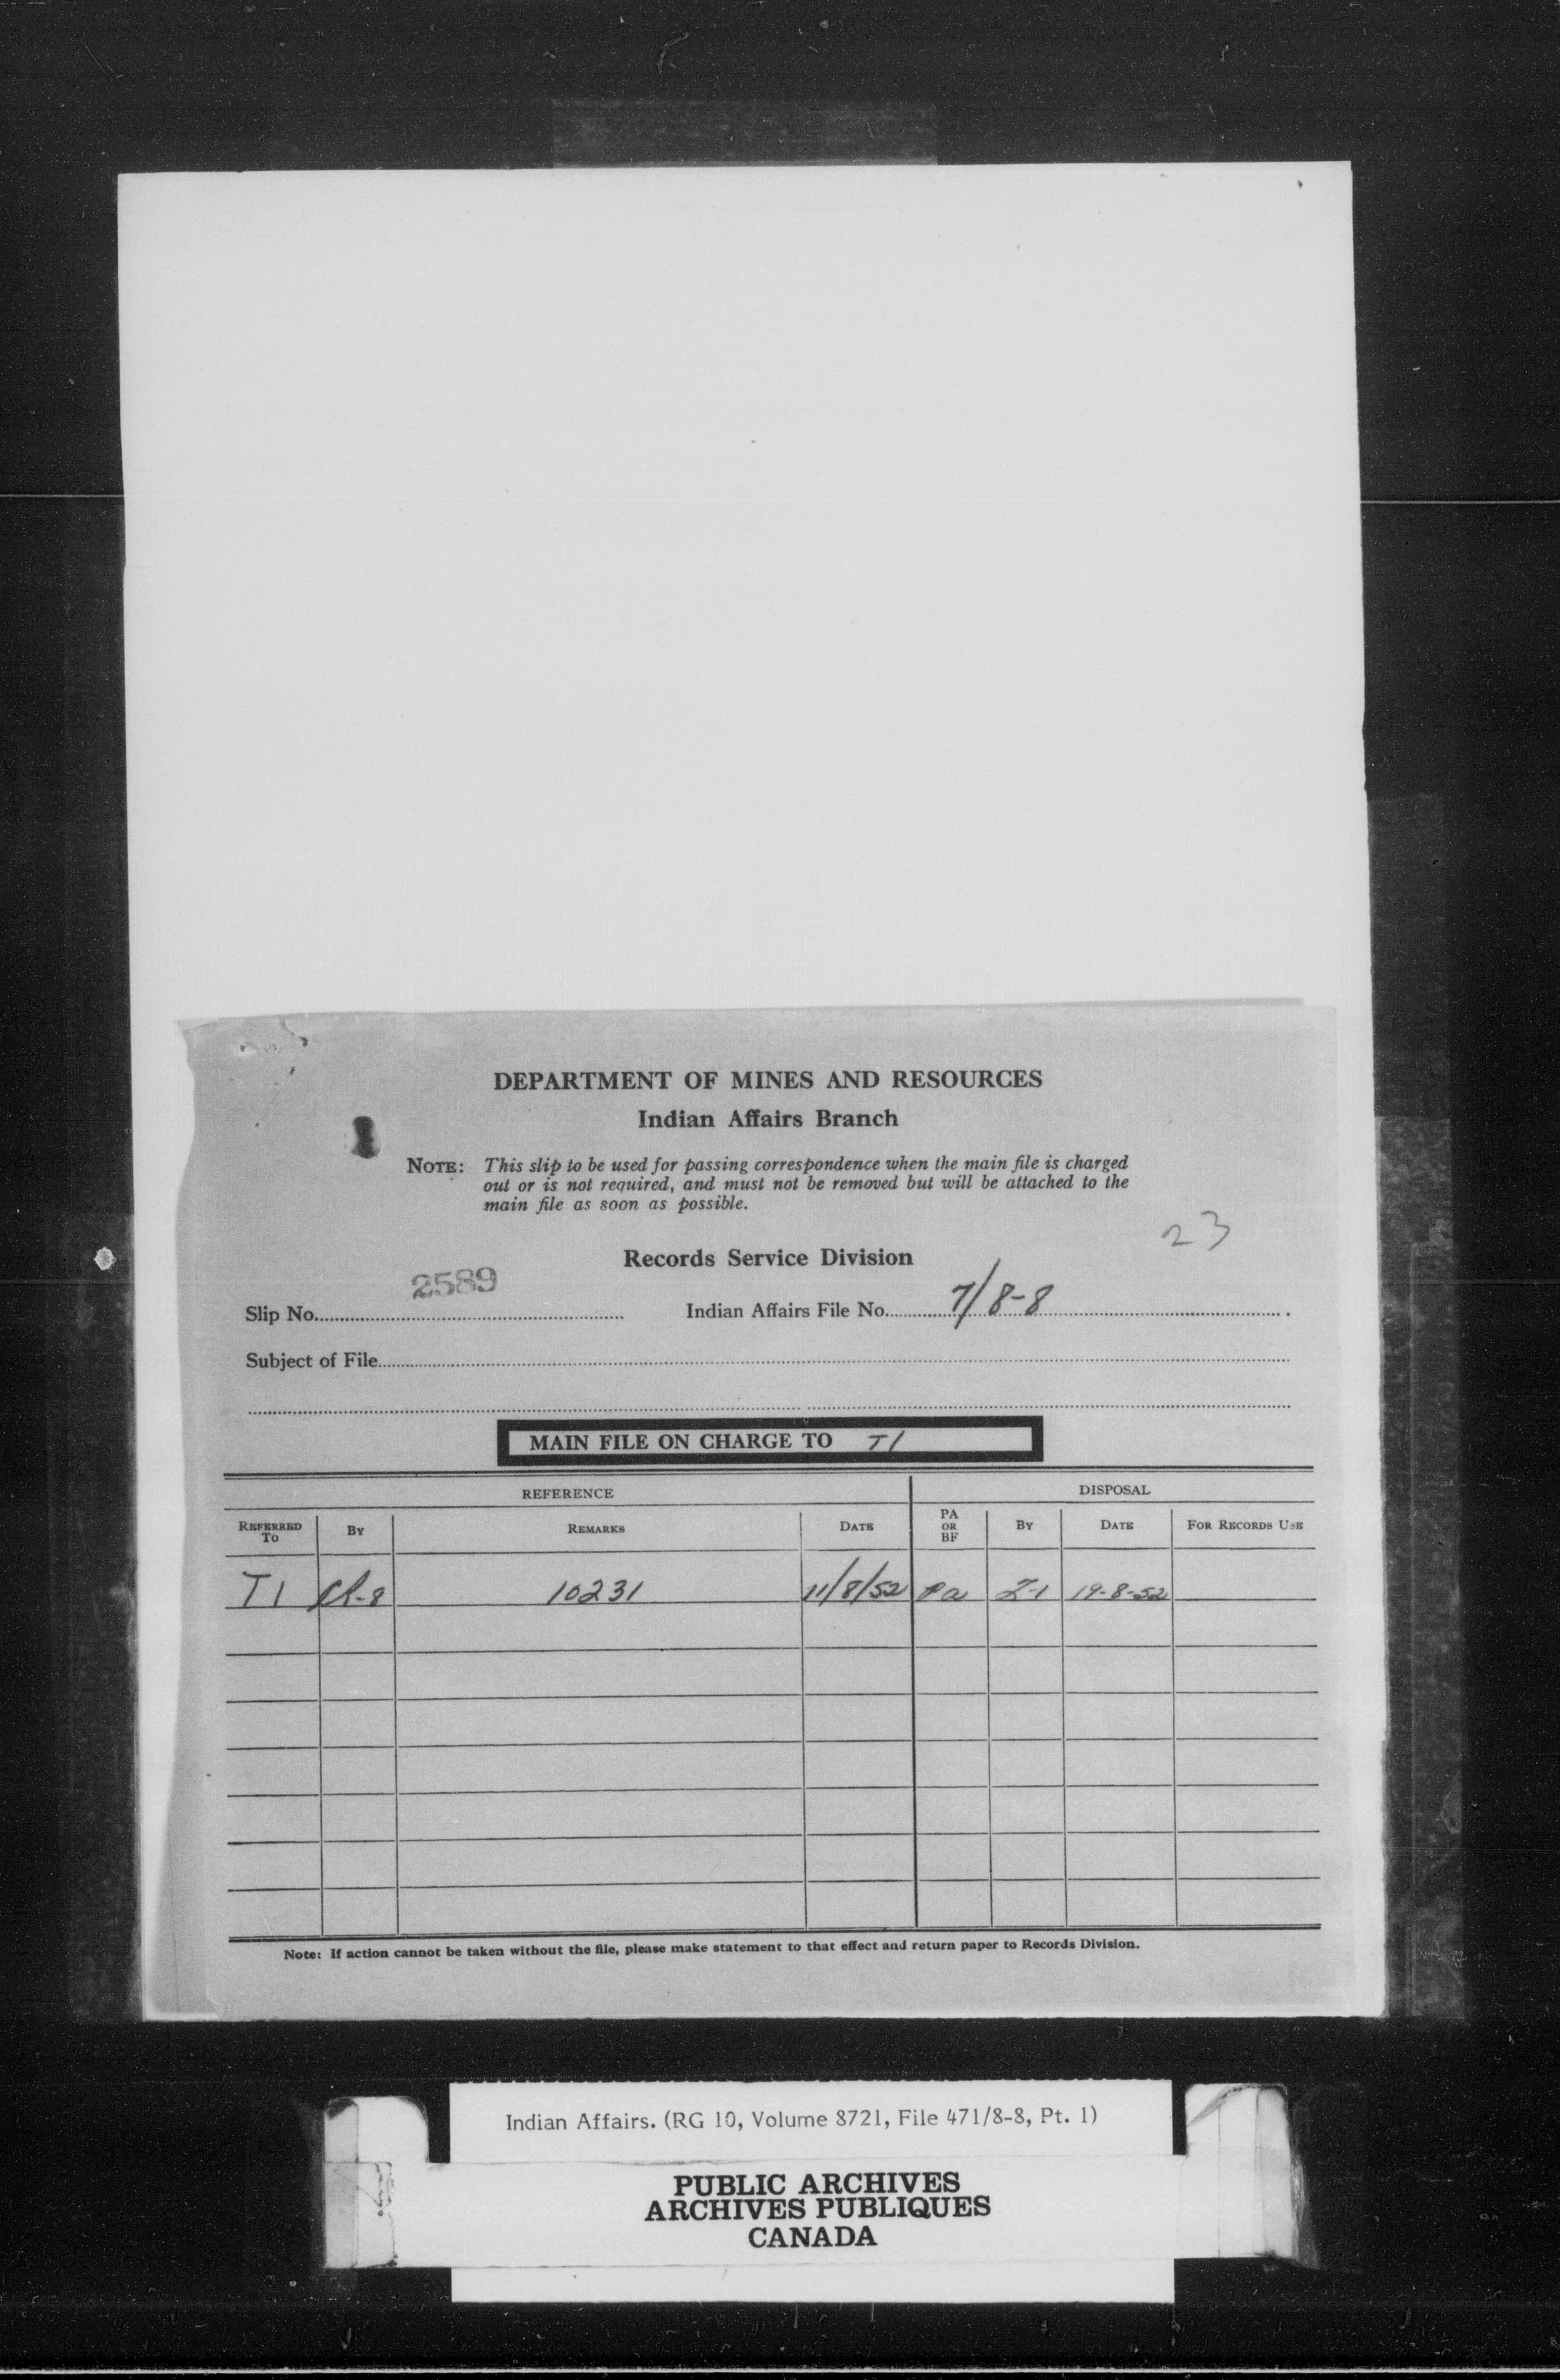 DEPARTMENT OF MINES AND RESOURCES
Indian Affairs Branch
NOTE: This slip to be used for passing correspondence when the main file is charged
out or is not required, and must not be removed but will be attached to the
main file as soon as possible.
23
Records Service Division
2589
Slip No. Indian Affairs File No. 7/8-8
Subject of File
MAIN FILE ON CHARGE TO T1
REFERENCE DISPOSAL
REFERRED TO BY REMARKS DATE PA OR BF BY DATE FOR RECORDS USE
T1 10231 11/8/52 Pa Z-1 19-8-52
Note: If action cannot be taken without the file, please make statement to that effect and return paper to Records Division.
Indian Affairs. (RG 10, Volume 8721, File 471/8-8, Pt. 1)
PUBLIC ARCHIVES
ARCHIVES PUBLIQUES
CANADA